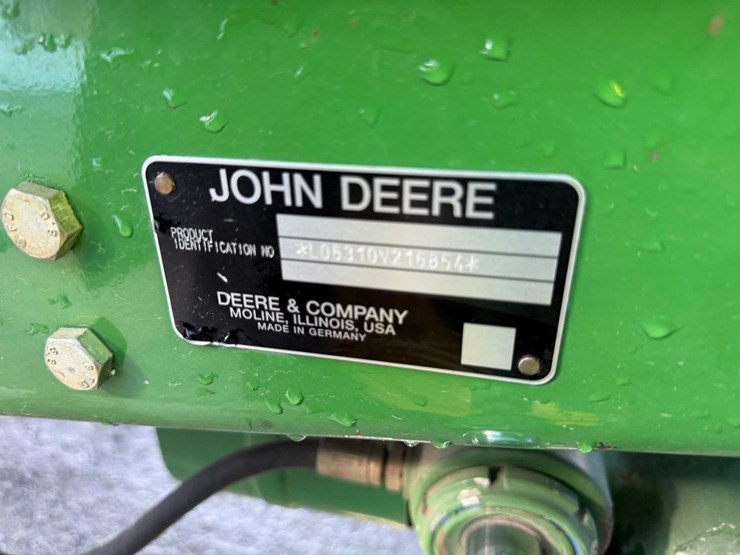 JOHN DEERE
PRODUCT
IDENTIFICATION NO *L06310V216854*
DEERE & COMPANY
MOLINE, ILLINOIS, USA
MADE IN GERMANY